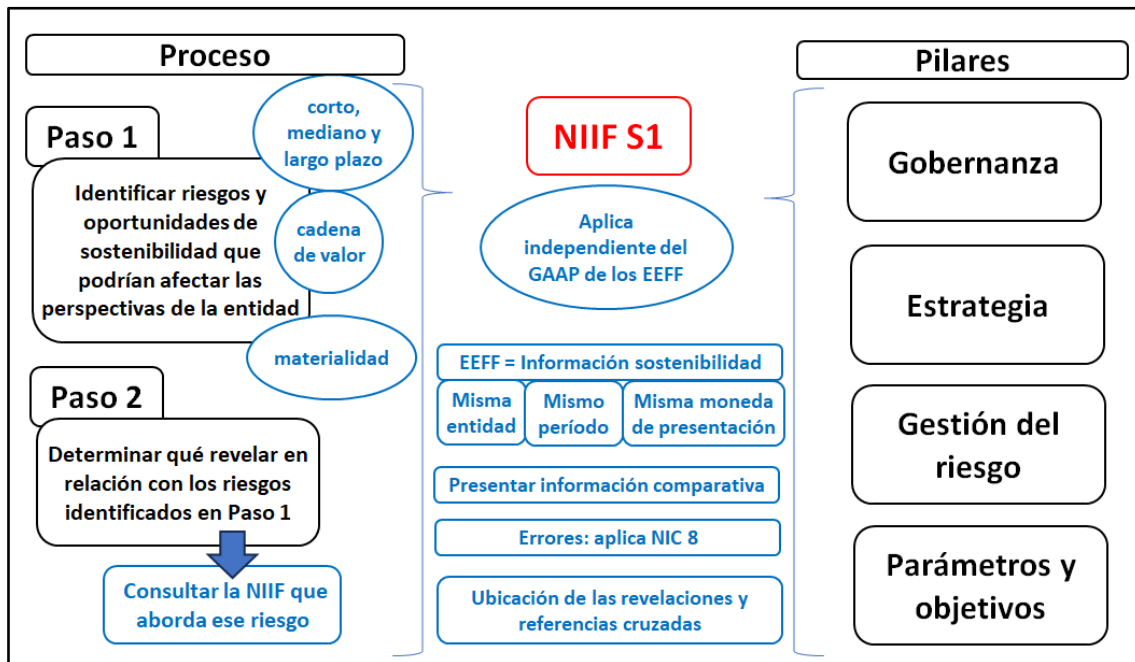 Proceso
Paso 1
Identificar riesgos y
oportunidades de
sostenibilidad que
podrían afectar las
perspectivas de la entidad
corto,
mediano y
largo plazo
cadena
de valor
materialidad
Paso 2
Determinar qué revelar en
relación con los riesgos
identificados en Paso 1
Consultar la NIIF que
aborda ese riesgo
NIIF S1
Aplica
independiente del
GAAP de los EEFF
EEFF = Información sostenibilidad
Misma
entidad
Mismo
período
Misma moneda
de presentación
Presentar información comparativa
Errores: aplica NIC 8
Ubicación de las revelaciones y
referencias cruzadas
Pilares
Gobernanza
Estrategia
Gestión del
riesgo
Parámetros y
objetivos